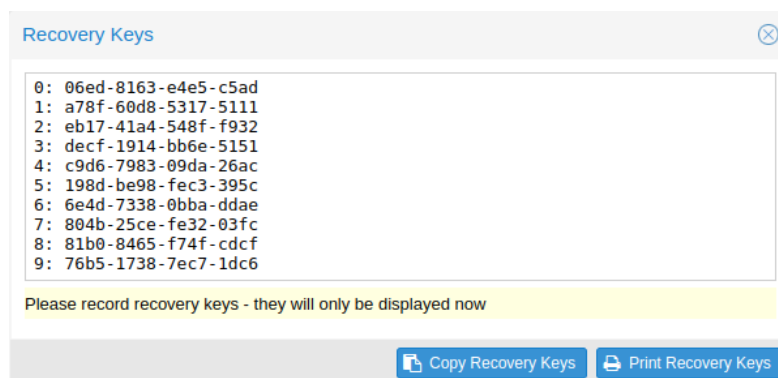 Recovery Keys
0: 06ed-8163-e4e5-c5ad
1: a78f-60d8-5317-5111
2: eb17-41a4-548f-f932
3: decf-1914-bb6e-5151
4: c9d6-7983-09da-26ac
5: 198d-be98-fec3-395c
6: 6e4d-7338-0bba-ddae
7: 804b-25ce-fe32-03fc
8: 81b0-8465-f74f-cdcf
9: 76b5-1738-7ec7-1dc6
Please record recovery keys - they will only be displayed now
Copy Recovery Keys Print Recovery Keys